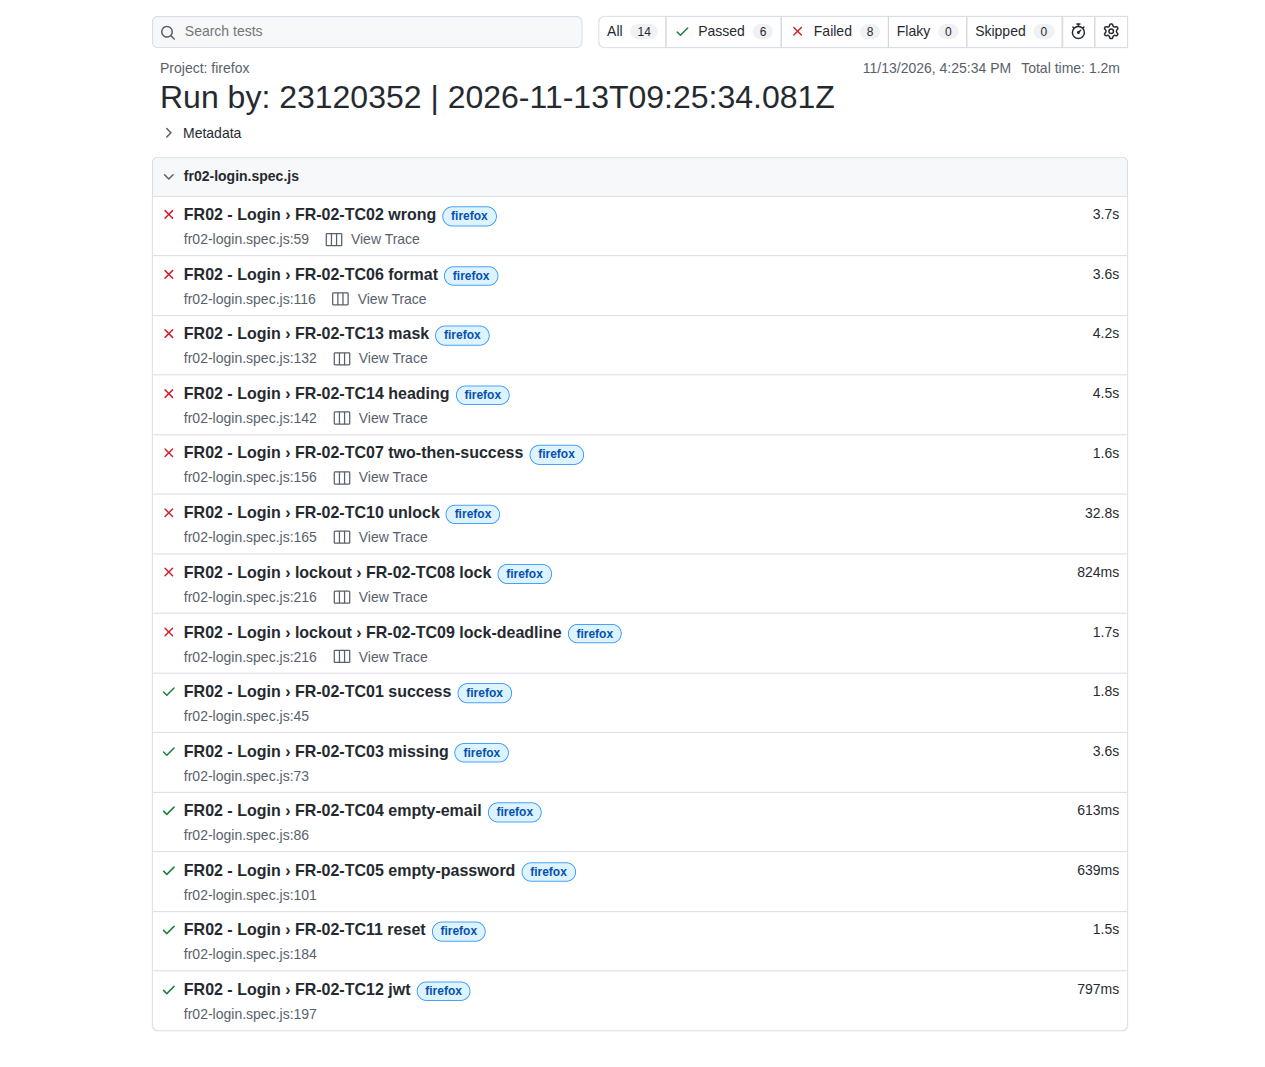 Search tests
All 14 Passed 6 Failed 8 Flaky 0 Skipped 0
Project: firefox 11/13/2026, 4:25:34 PM Total time: 1.2m
Run by: 23120352 | 2026-11-13T09:25:34.081Z
Metadata
fr02-login.spec.js
FR02 - Login › FR-02-TC02 wrong firefox 3.7s
fr02-login.spec.js:59 View Trace
FR02 - Login › FR-02-TC06 format firefox 3.6s
fr02-login.spec.js:116 View Trace
FR02 - Login › FR-02-TC13 mask firefox 4.2s
fr02-login.spec.js:132 View Trace
FR02 - Login › FR-02-TC14 heading firefox 4.5s
fr02-login.spec.js:142 View Trace
FR02 - Login › FR-02-TC07 two-then-success firefox 1.6s
fr02-login.spec.js:156 View Trace
FR02 - Login › FR-02-TC10 unlock firefox 32.8s
fr02-login.spec.js:165 View Trace
FR02 - Login › lockout › FR-02-TC08 lock firefox 824ms
fr02-login.spec.js:216 View Trace
FR02 - Login › lockout › FR-02-TC09 lock-deadline firefox 1.7s
fr02-login.spec.js:216 View Trace
FR02 - Login › FR-02-TC01 success firefox 1.8s
fr02-login.spec.js:45
FR02 - Login › FR-02-TC03 missing firefox 3.6s
fr02-login.spec.js:73
FR02 - Login › FR-02-TC04 empty-email firefox 613ms
fr02-login.spec.js:86
FR02 - Login › FR-02-TC05 empty-password firefox 639ms
fr02-login.spec.js:101
FR02 - Login › FR-02-TC11 reset firefox 1.5s
fr02-login.spec.js:184
FR02 - Login › FR-02-TC12 jwt firefox 797ms
fr02-login.spec.js:197